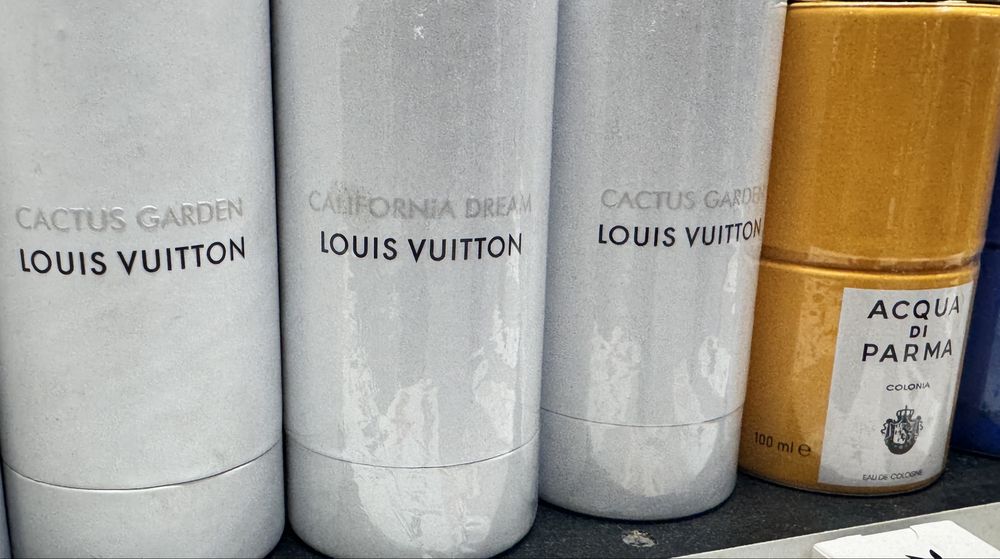 CACTUS GARDEN
LOUIS VUITTON
CALIFORNIA DREAM
LOUIS VUITTON
CACTUS GARDEN
LOUIS VUITTON
ACQUA
DI
PARMA
COLONIA
100 ml ℮
EAU DE COLOGNE